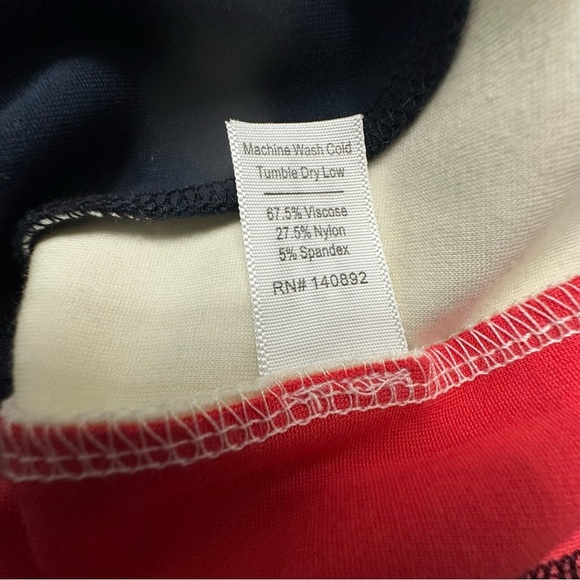 Machine Wash Cold
Tumble Dry Low
67.5% Viscose
27.5% Nylon
5% Spandex
RN# 140892